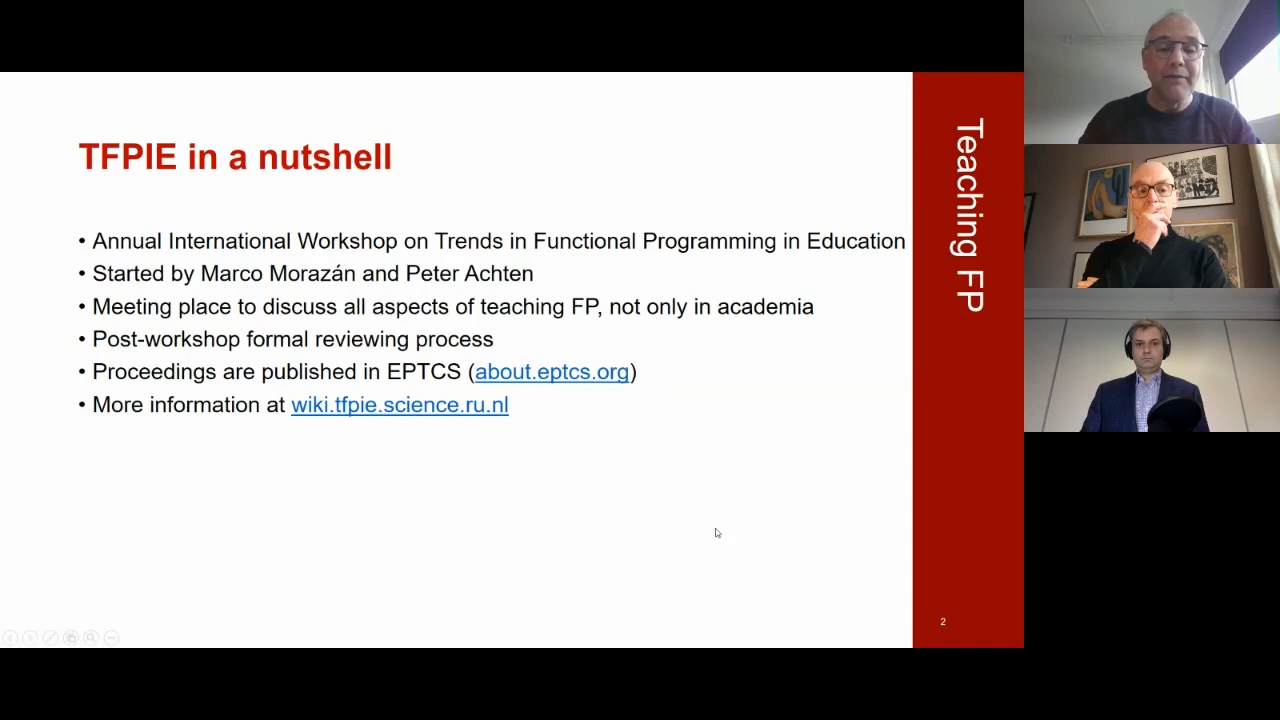 TFPIE in a nutshell
• Annual International Workshop on Trends in Functional Programming in Education
• Started by Marco Morazán and Peter Achten
• Meeting place to discuss all aspects of teaching FP, not only in academia
• Post-workshop formal reviewing process
• Proceedings are published in EPTCS (about.eptcs.org)
• More information at wiki.tfpie.science.ru.nl
Teaching FP
2